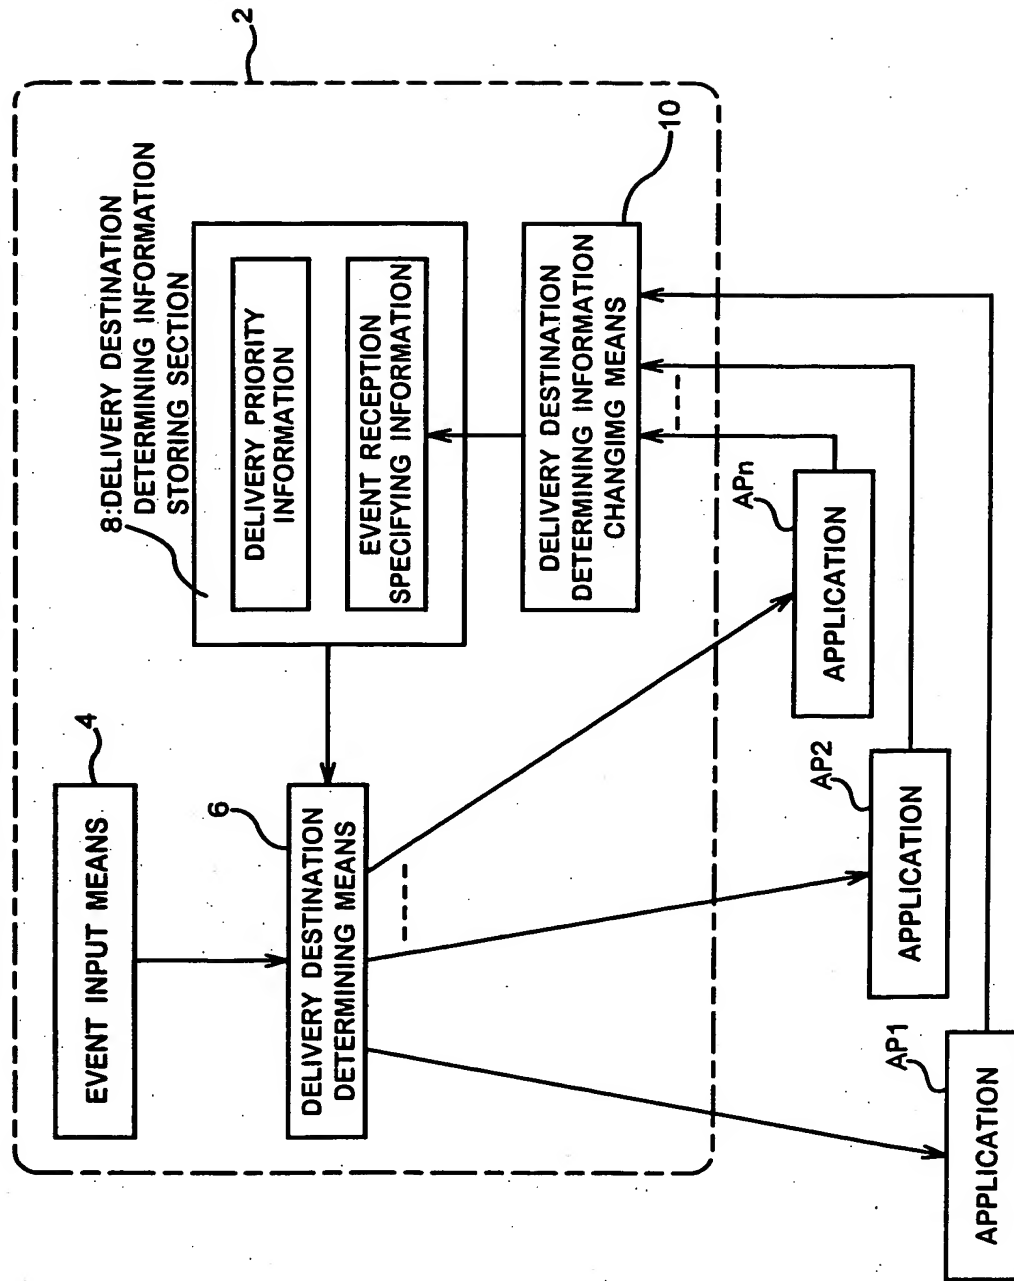 2
4
EVENT INPUT MEANS
6
DELIVERY DESTINATION
DETERMINING MEANS
8:DELIVERY DESTINATION
DETERMINING INFORMATION
STORING SECTION
DELIVERY PRIORITY
INFORMATION
EVENT RECEPTION
SPECIFYING INFORMATION
10
DELIVERY DESTINATION
DETERMINING INFORMATION
CHANGIMG MEANS
AP1
APPLICATION
AP2
APPLICATION
APn
APPLICATION